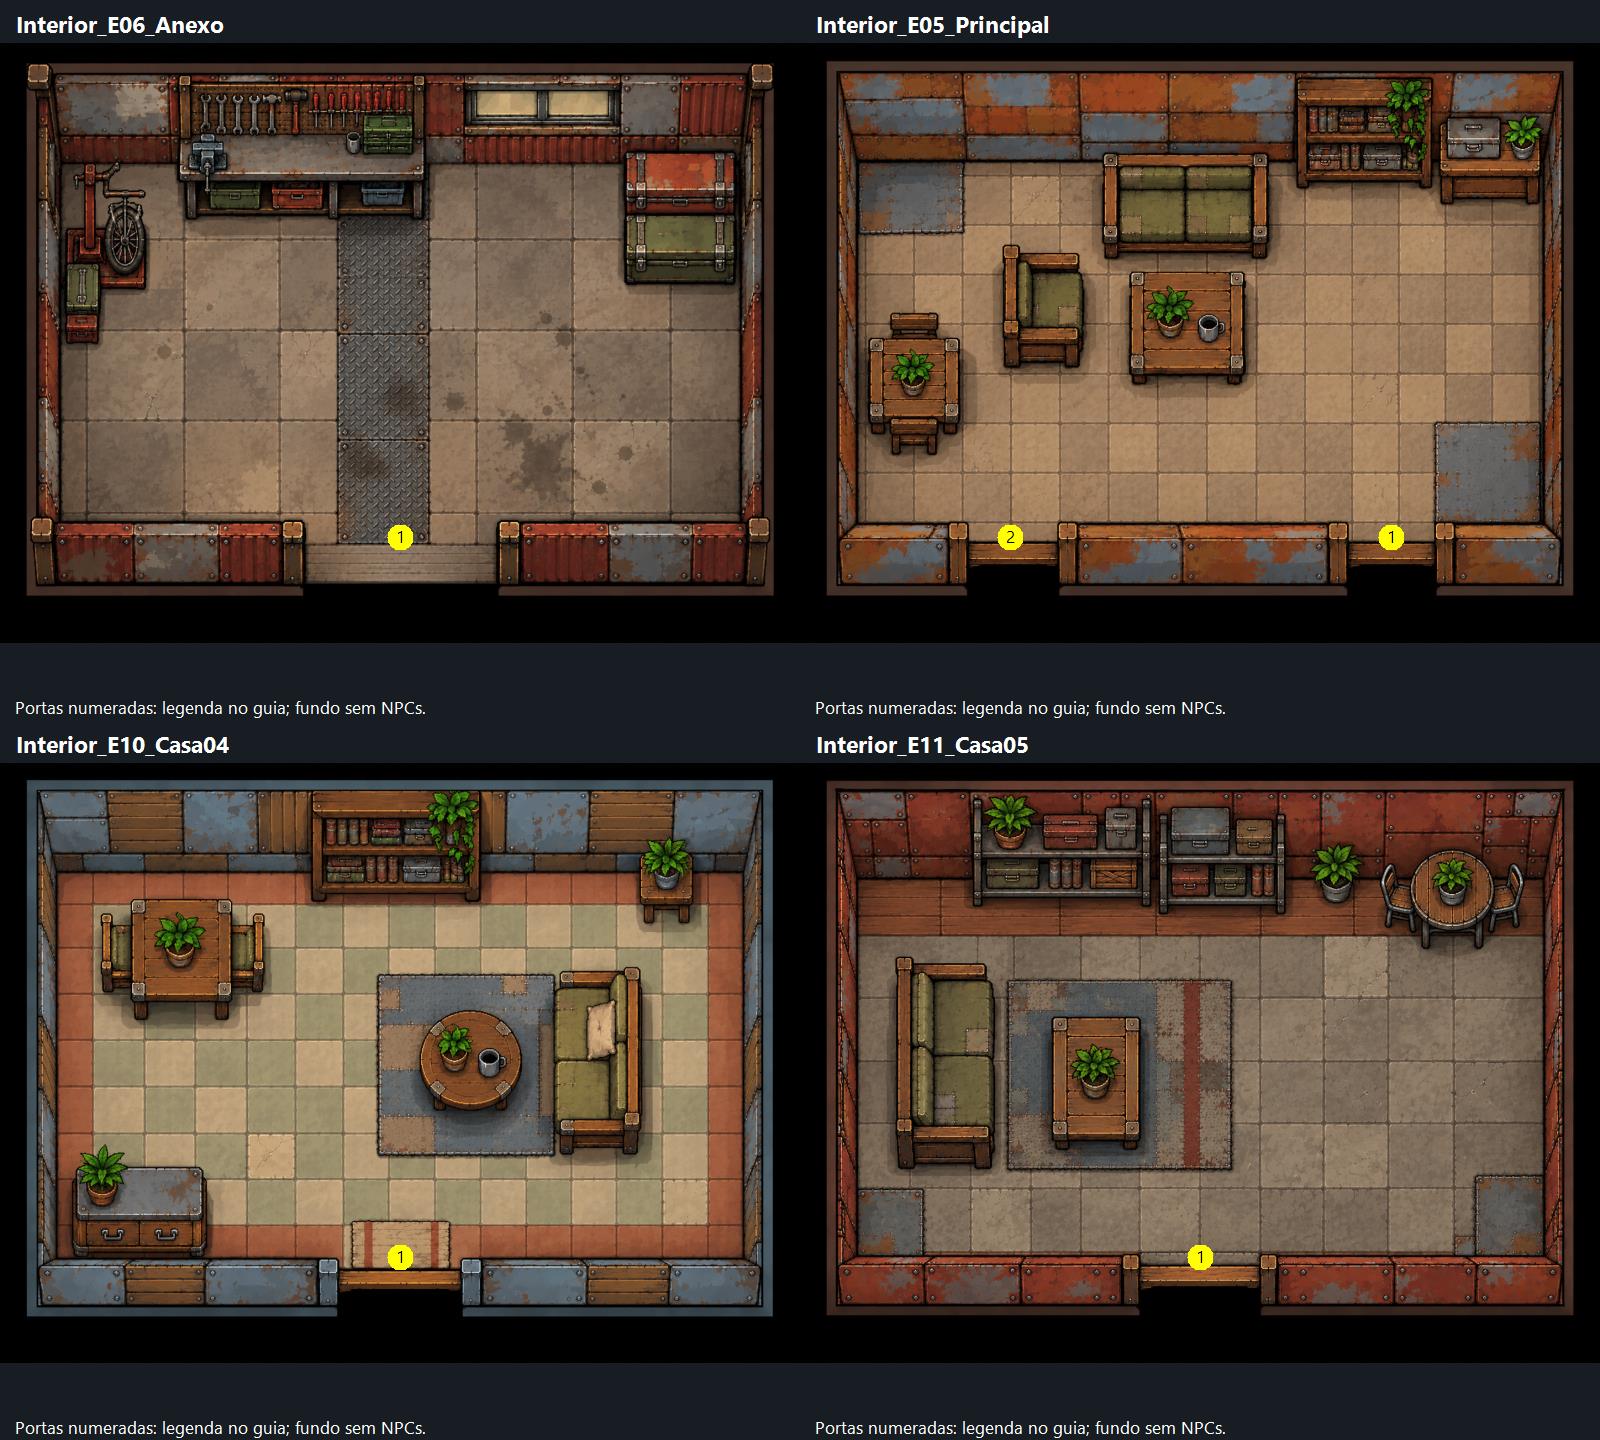 Interior_E06_Anexo
Interior_E05_Principal
1
2
1
Portas numeradas: legenda no guia; fundo sem NPCs.
Portas numeradas: legenda no guia; fundo sem NPCs.
Interior_E10_Casa04
Interior_E11_Casa05
1
1
Portas numeradas: legenda no guia; fundo sem NPCs.
Portas numeradas: legenda no guia; fundo sem NPCs.